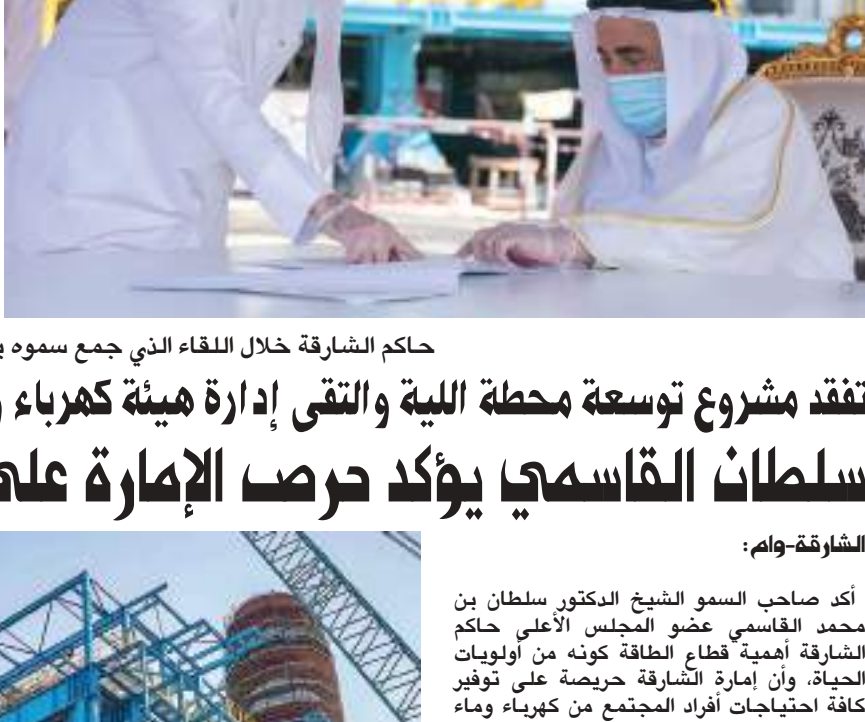 حاكم الشارقة خلال اللقاء الذي جمع سموه
تفقد مشروع توسعة محطة اللية والتقى إدارة هيئة كهرباء
سلطان القاسمي يؤكد حرص الإمارة على
الشارقة-وام:
أكد صاحب السمو الشيخ الدكتور سلطان بن
محمد القاسمي عضو المجلس الأعلى حاكم
الشارقة أهمية قطاع الطاقة كونه من أولويات
الحياة، وأن إمارة الشارقة حريصة على توفير
كافة احتياجات أفراد المجتمع من كهرباء وماء